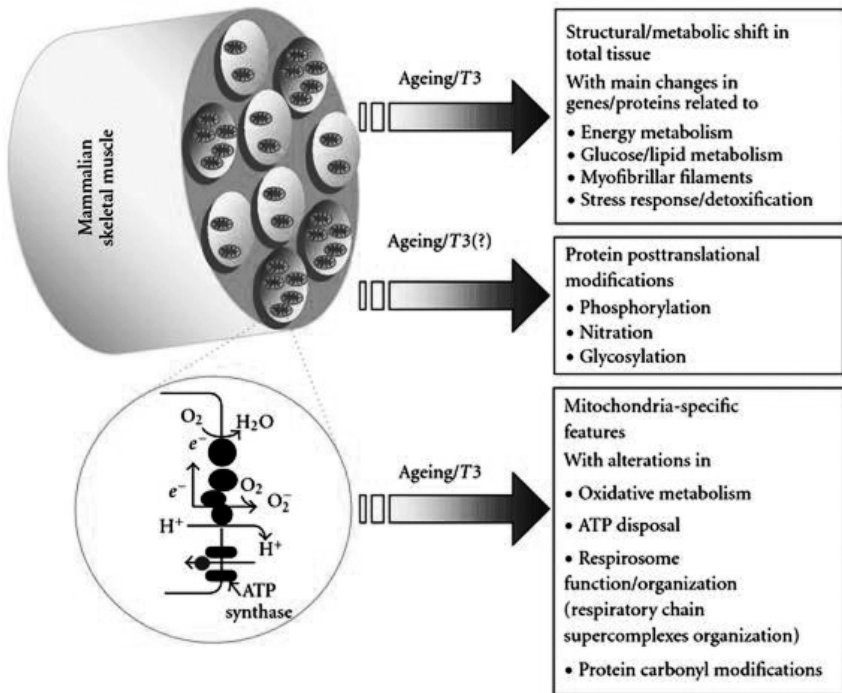 Mammalian
skeletal muscle
Ageing/T3
Structural/metabolic shift in
total tissue
With main changes in
genes/proteins related to
• Energy metabolism
• Glucose/lipid metabolism
• Myofibrillar filaments
• Stress response/detoxification
Ageing/T3(?)
Protein posttranslational
modifications
• Phosphorylation
• Nitration
• Glycosylation
O₂
H₂O
e⁻
e⁻
O₂
O₂⁻
H⁺
H⁺
ATP
synthase
Ageing/T3
Mitochondria-specific
features
With alterations in
• Oxidative metabolism
• ATP disposal
• Respirosome
function/organization
(respiratory chain
supercomplexes organization)
• Protein carbonyl modifications